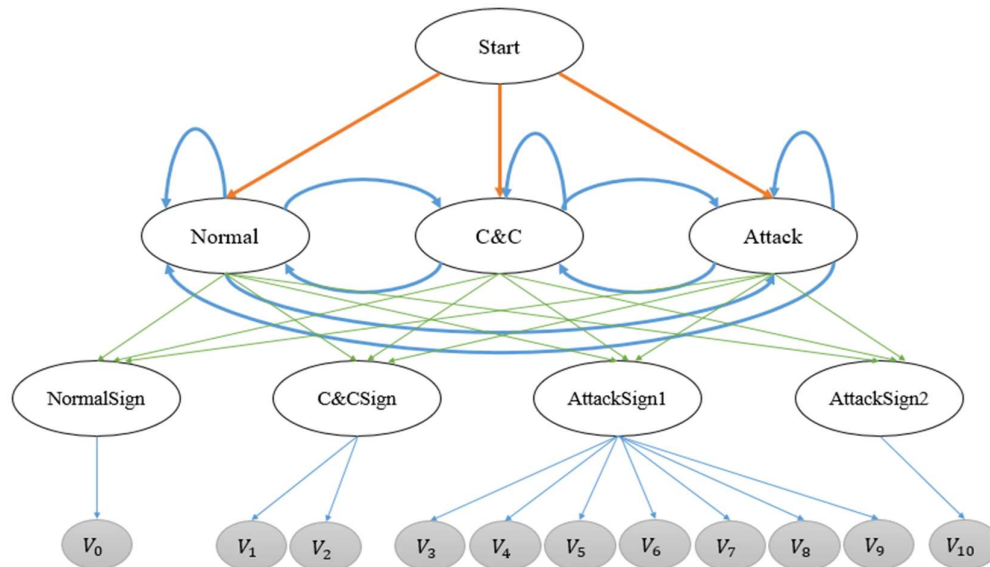 Start
Normal
C&C
Attack
NormalSign
C&CSign
AttackSign1
AttackSign2
V₀
V₁
V₂
V₃
V₄
V₅
V₆
V₇
V₈
V₉
V₁₀